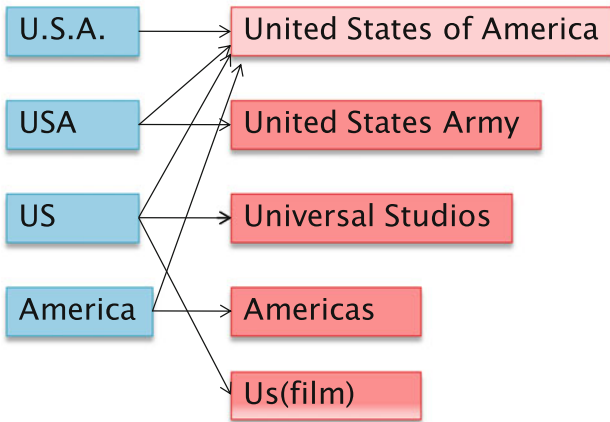 U.S.A.
United States of America
USA
United States Army
US
Universal Studios
America
Americas
Us(film)